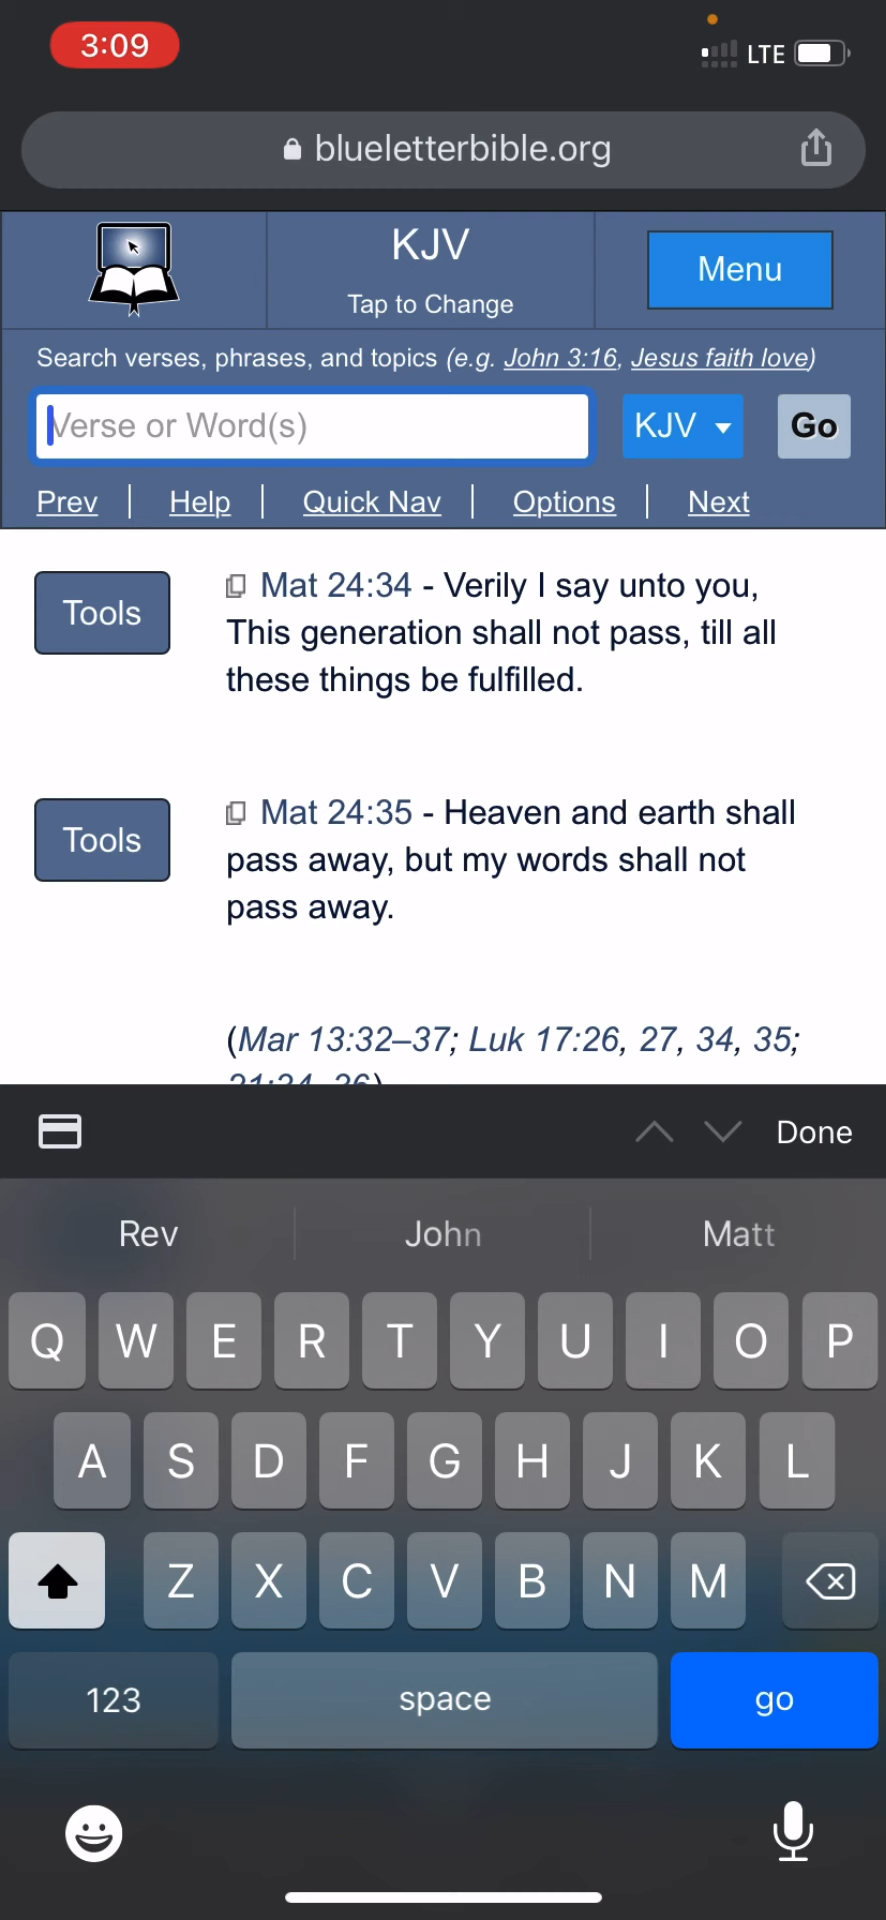 3:09
LTE
blueletterbible.org
KJV
Tap to Change
Menu
Search verses, phrases, and topics (e.g. John 3:16, Jesus faith love)
Verse or Word(s)
KJV
Go
Prev | Help | Quick Nav | Options | Next
Tools
Mat 24:34 - Verily I say unto you,
This generation shall not pass, till all
these things be fulfilled.
Tools
Mat 24:35 - Heaven and earth shall
pass away, but my words shall not
pass away.
(Mar 13:32–37; Luk 17:26, 27, 34, 35;
21:34, 36)
Done
Rev John Matt
Q W E R T Y U I O P
A S D F G H J K L
Z X C V B N M
123 space go